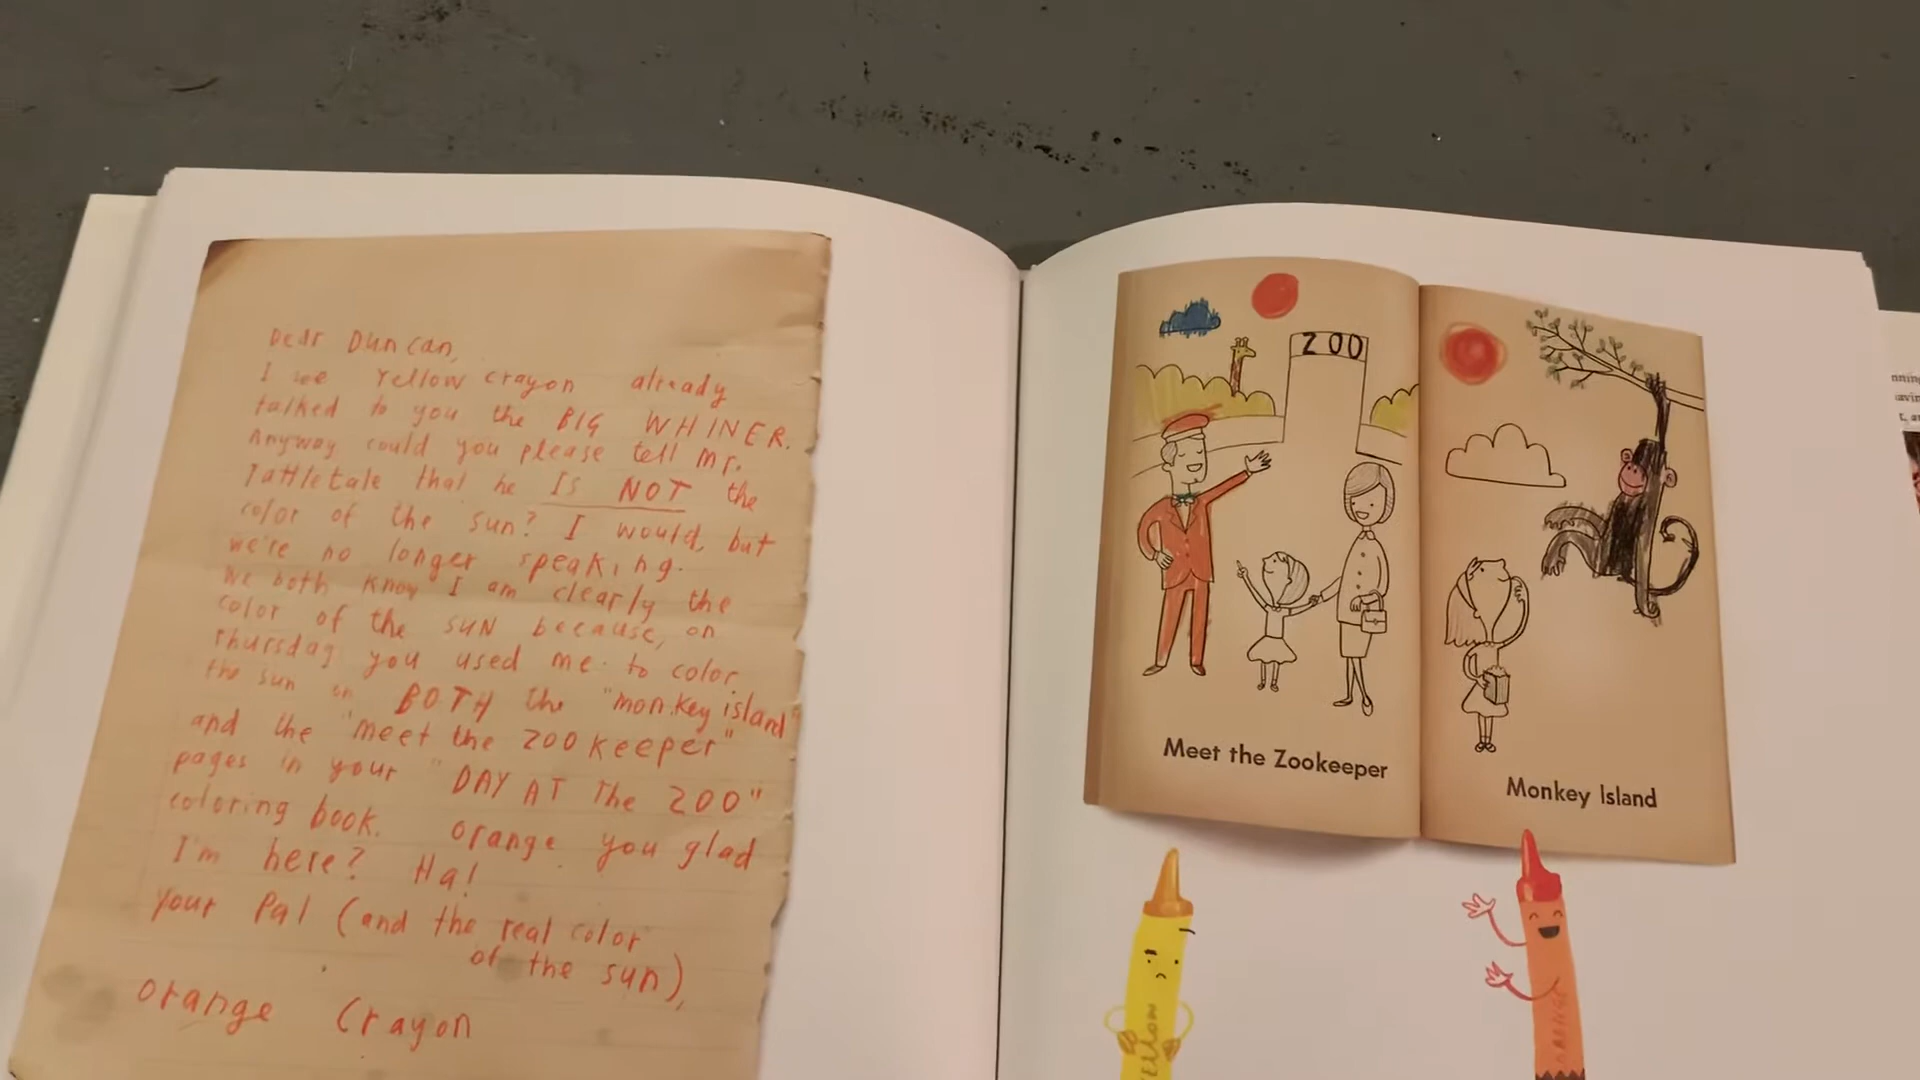 Dear Duncan,
I see Yellow crayon already
talked to you the BIG WHINER.
Anyway could you please tell Mr.
Tattletale that he IS NOT the
color of the sun? I would, but
we're no longer speaking.
We both know I am clearly the
color of the SUN because, on
Thursday you used me to color
the sun on BOTH the "monkey island"
and the "meet the ZOO keeper"
pages in your "DAY AT The ZOO"
coloring book. Orange you glad
I'm here? Ha!
Your Pal (and the real color
of the sun),
Orange Crayon
ZOO
Meet the Zookeeper
Monkey Island
Yellow
ORANGE